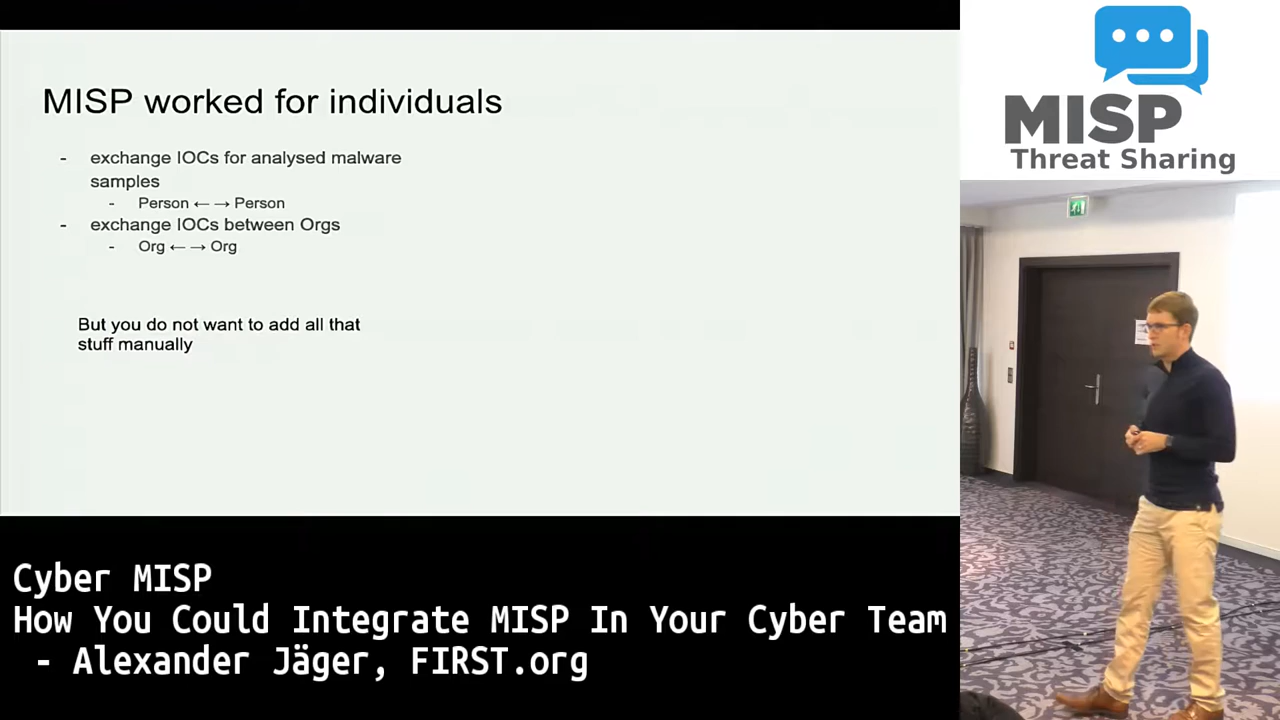 MISP worked for individuals
- exchange IOCs for analysed malware
samples
- Person ← → Person
- exchange IOCs between Orgs
- Org ← → Org
But you do not want to add all that
stuff manually
MISP
Threat Sharing
Cyber MISP
How You Could Integrate MISP In Your Cyber Team
- Alexander Jäger, FIRST.org